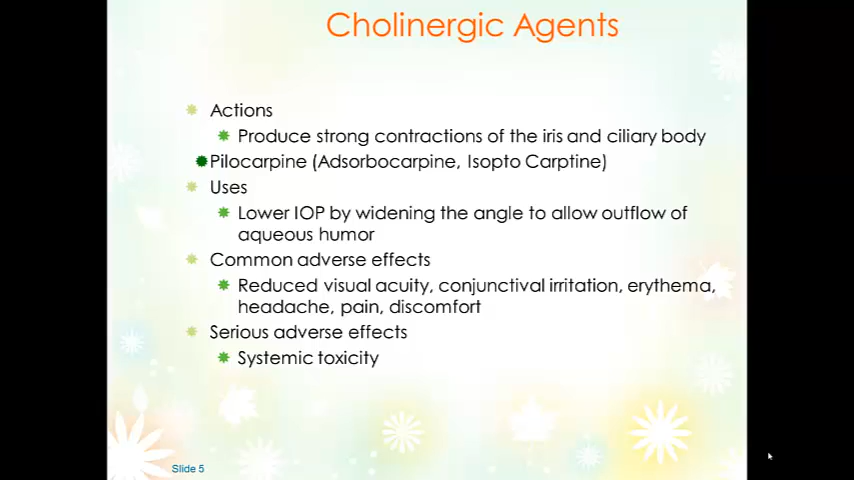 Cholinergic Agents
Actions
Produce strong contractions of the iris and ciliary body
Pilocarpine (Adsorbocarpine, Isopto Carptine)
Uses
Lower IOP by widening the angle to allow outflow of
aqueous humor
Common adverse effects
Reduced visual acuity, conjunctival irritation, erythema,
headache, pain, discomfort
Serious adverse effects
Systemic toxicity
Slide 5